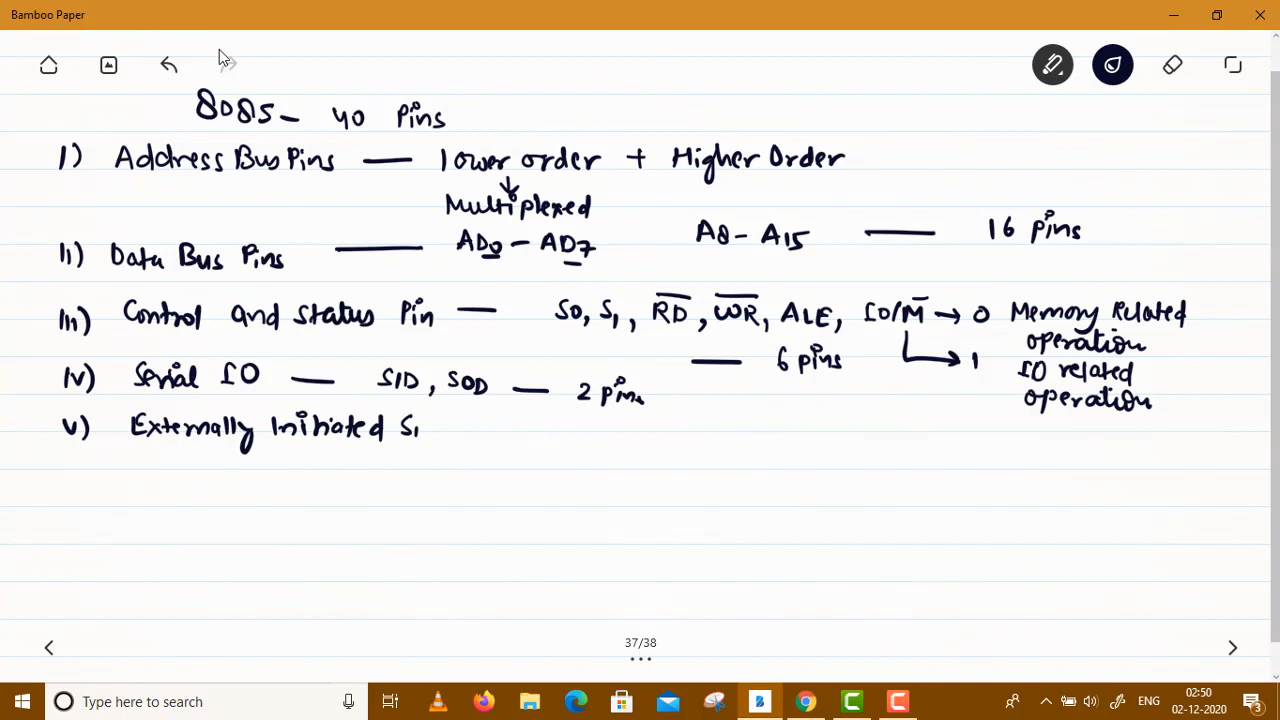 Bamboo Paper
8085 - 40 Pins
I) Address Bus Pins — Lower order + Higher Order
Multiplexed
II) Data Bus Pins — AD0 - AD7 A8 - A15 — 16 pins
III) Control and Status Pin — S0, S1, R̅D̅, W̅R̅, ALE, IO/M̅ → 0 Memory Related
operation
— 6 pins → 1 IO related
operation
IV) Serial IO — SID, SOD — 2 pins
V) Externally Initiated S
37/38
Type here to search
ENG
02:50
02-12-2020
3